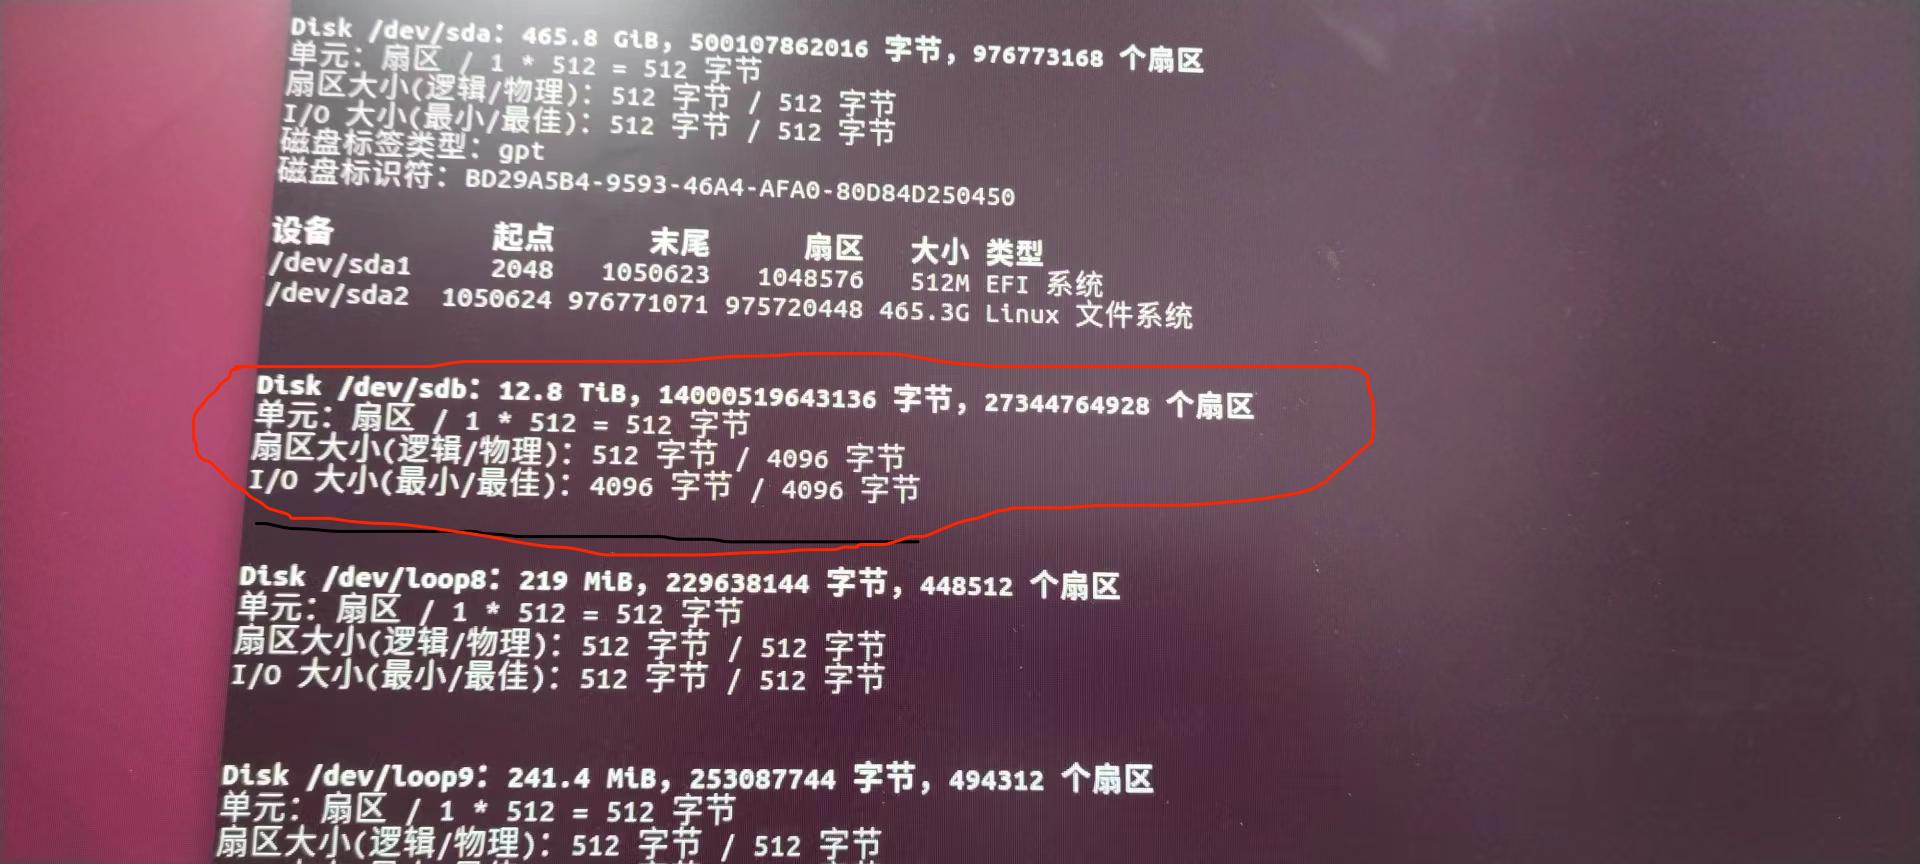 Disk /dev/sda：465.8 GiB，500107862016 字节，976773168 个扇区
单元：扇区 / 1 * 512 = 512 字节
扇区大小(逻辑/物理)：512 字节 / 512 字节
I/O 大小(最小/最佳)：512 字节 / 512 字节
磁盘标签类型：gpt
磁盘标识符：BD29A5B4-9593-46A4-AFA0-80D84D250450
设备 起点 末尾 扇区 大小 类型
/dev/sda1 2048 1050623 1048576 512M EFI 系统
/dev/sda2 1050624 976771071 975720448 465.3G Linux 文件系统
Disk /dev/sdb：12.8 TiB，14000519643136 字节，27344764928 个扇区
单元：扇区 / 1 * 512 = 512 字节
扇区大小(逻辑/物理)：512 字节 / 4096 字节
I/O 大小(最小/最佳)：4096 字节 / 4096 字节
Disk /dev/loop8：219 MiB，229638144 字节，448512 个扇区
单元：扇区 / 1 * 512 = 512 字节
扇区大小(逻辑/物理)：512 字节 / 512 字节
I/O 大小(最小/最佳)：512 字节 / 512 字节
Disk /dev/loop9：241.4 MiB，253087744 字节，494312 个扇区
单元：扇区 / 1 * 512 = 512 字节
扇区大小(逻辑/物理)：512 字节 / 512 字节